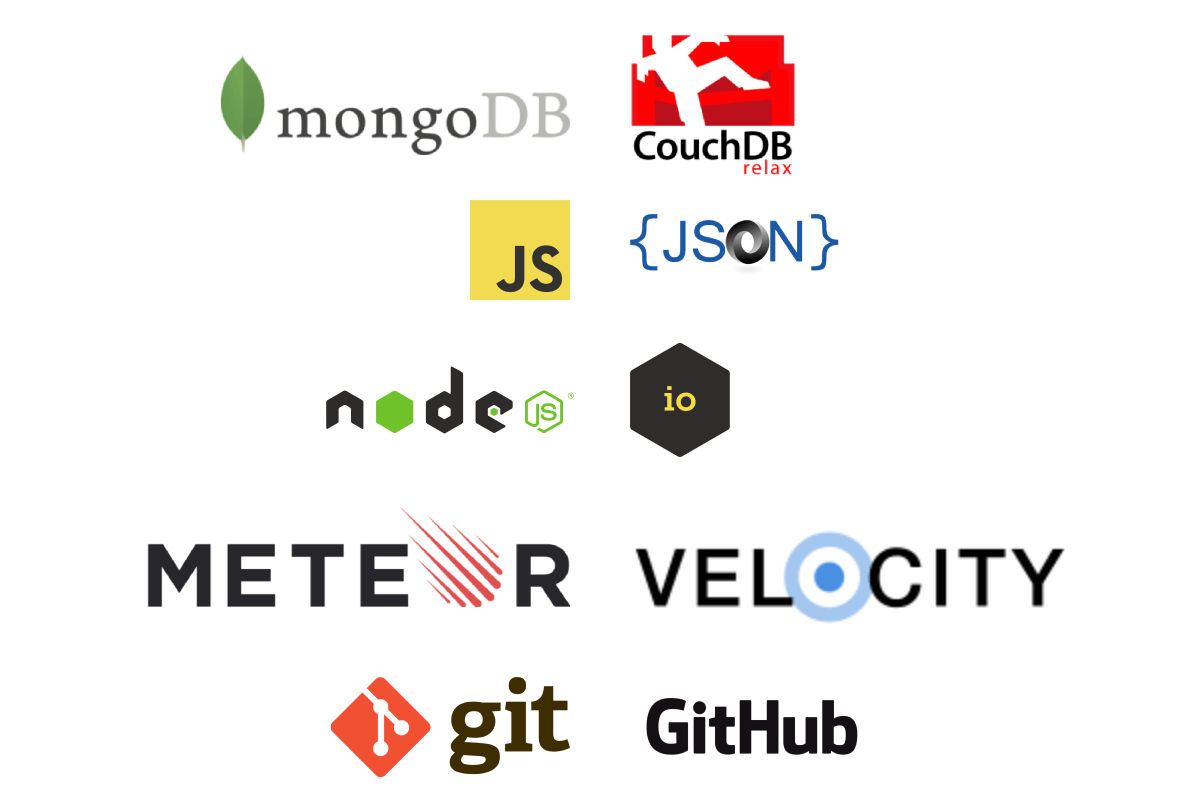 mongoDB
CouchDB
relax
JS
{JSON}
node JS ®
io
METEOR
VELOCITY
git
GitHub